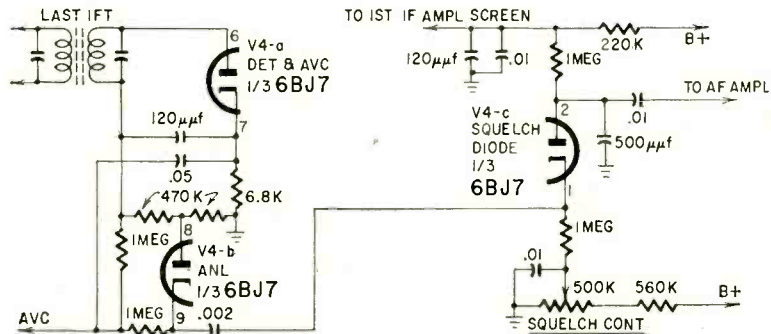 LAST IFT
6
V4-a
DET & AVC
1/3 6BJ7
7
120μμf
.05
470K
6.8K
1MEG
8
V4-b
ANL
1/3 6BJ7
1MEG
9
.002
AVC
TO IST IF AMPL SCREEN
120μμf
.01
1MEG
220K
B+
2
V4-c
SQUELCH
DIODE
1/3
6BJ7
1
.01
TO AF AMPL
500μμf
1MEG
.01
500K
560K
B+
SQUELCH CONT